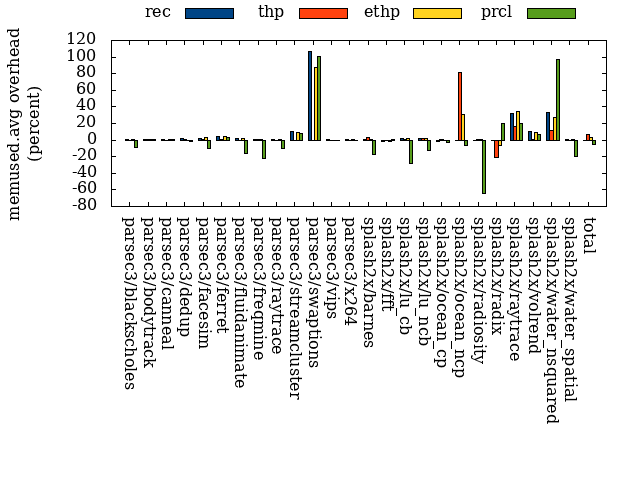 rec thp ethp prcl
memused.avg overhead
(percent)
120
100
80
60
40
20
0
-20
-40
-60
-80
parsec3/blackscholes
parsec3/bodytrack
parsec3/canneal
parsec3/dedup
parsec3/facesim
parsec3/ferret
parsec3/fluidanimate
parsec3/freqmine
parsec3/raytrace
parsec3/streamcluster
parsec3/swaptions
parsec3/vips
parsec3/x264
splash2x/barnes
splash2x/fft
splash2x/lu_cb
splash2x/lu_ncb
splash2x/ocean_cp
splash2x/ocean_ncp
splash2x/radiosity
splash2x/radix
splash2x/raytrace
splash2x/volrend
splash2x/water_nsquared
splash2x/water_spatial
total